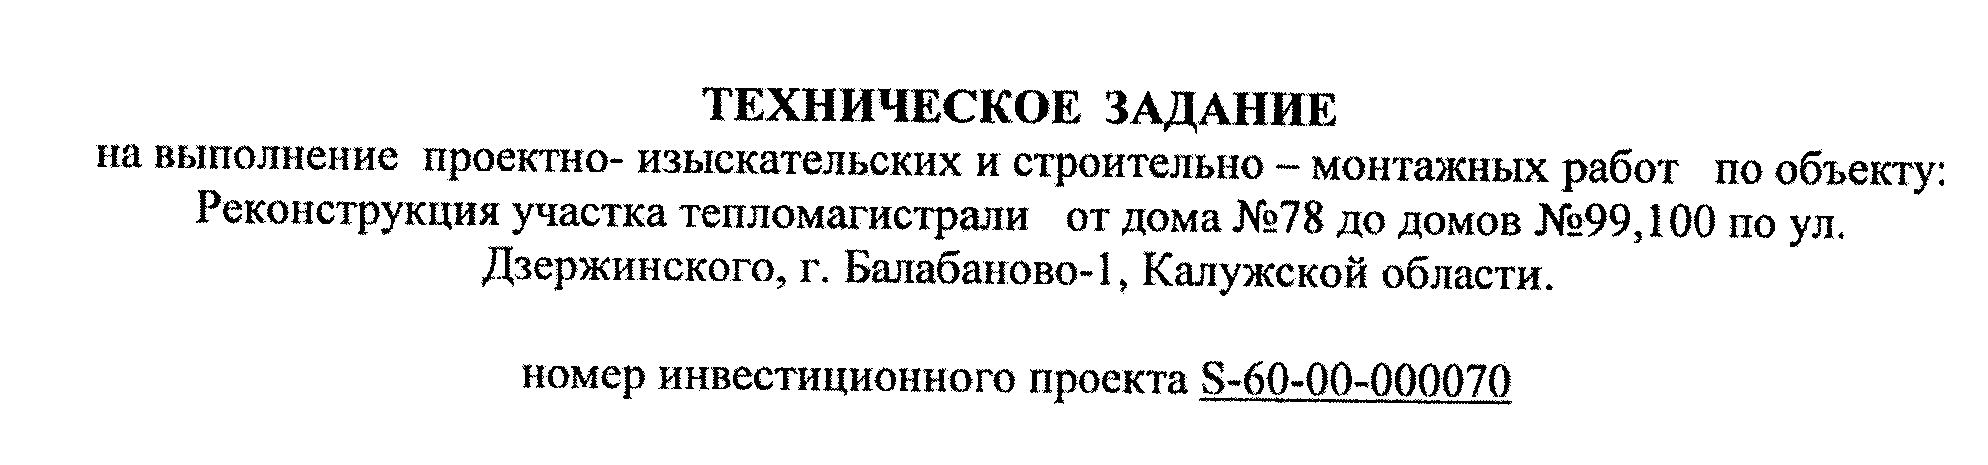 ТЕХНИЧЕСКОЕ ЗАДАНИЕ
на выполнение проектно- изыскательских и строительно – монтажных работ по объекту:
Реконструкция участка тепломагистрали от дома №78 до домов №99,100 по ул.
Дзержинского, г. Балабаново-1, Калужской области.
номер инвестиционного проекта S-60-00-000070